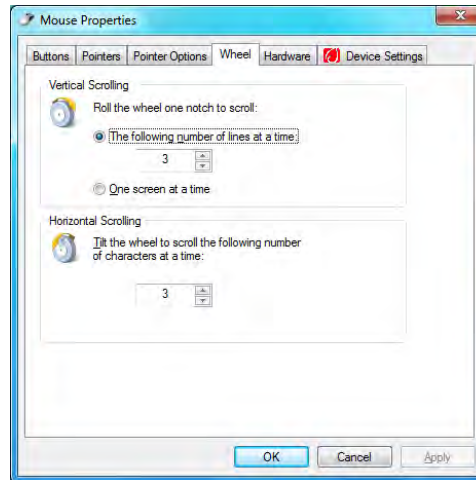 Mouse Properties
Buttons Pointers Pointer Options Wheel Hardware Device Settings
Vertical Scrolling
Roll the wheel one notch to scroll:
The following number of lines at a time
3
One screen at a time
Horizontal Scrolling
Tilt the wheel to scroll the following number
of characters at a time:
3
OK Cancel Apply